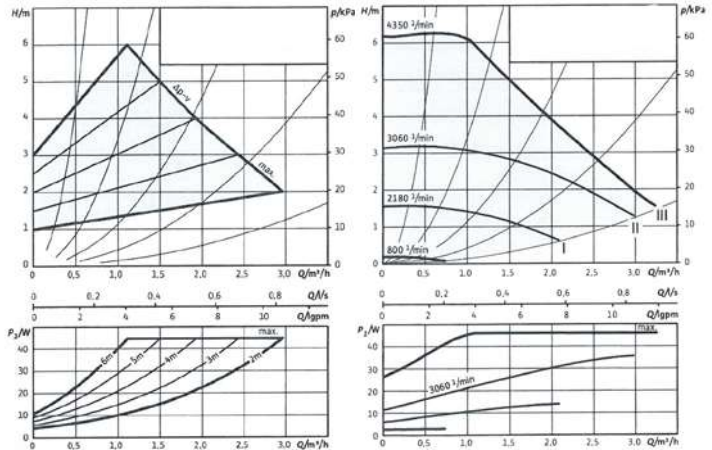 H/m
p/kPa
6
5
4
3
2
1
0
60
50
40
30
20
10
0
Δp-v
max.
0 0,5 1,0 1,5 2,0 2,5 3,0 Q/m³/h
0 0,2 0,4 0,6 0,8 Q/l/s
0 2 4 6 8 10 Q/Igpm
P₁/W
40
30
20
10
0
6m
5m
4m
3m
2m
max.
0 0,5 1,0 1,5 2,0 2,5 3,0 Q/m³/h
H/m
p/kPa
6
5
4
3
2
1
0
60
50
40
30
20
10
0
4350 1/min
3060 1/min
2180 1/min
800 1/min
I
II
III
0 0,5 1,0 1,5 2,0 2,5 3,0 Q/m³/h
0 0,2 0,4 0,6 0,8 Q/l/s
0 2 4 6 8 10 Q/Igpm
P₁/W
40
30
20
10
0
max.
3060 1/min
0 0,5 1,0 1,5 2,0 2,5 3,0 Q/m³/h